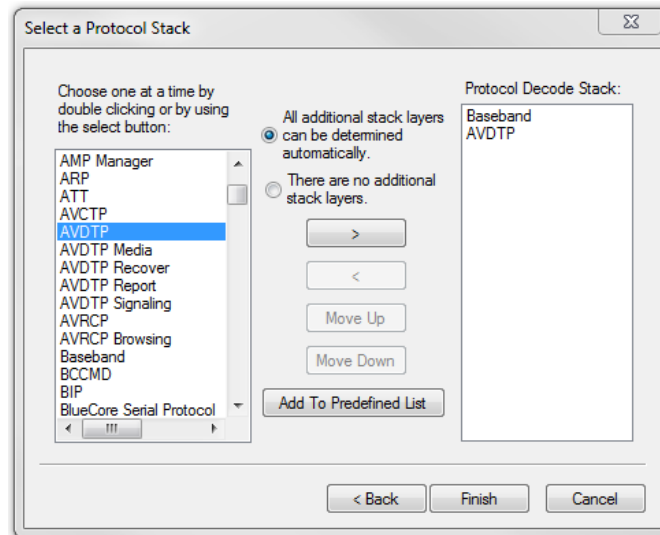 Select a Protocol Stack
Choose one at a time by
double clicking or by using
the select button:
AMP Manager
ARP
ATT
AVCTP
AVDTP
AVDTP Media
AVDTP Recover
AVDTP Report
AVDTP Signaling
AVRCP
AVRCP Browsing
Baseband
BCCMD
BIP
BlueCore Serial Protocol
All additional stack layers
can be determined
automatically.
There are no additional
stack layers.
>
<
Move Up
Move Down
Add To Predefined List
Protocol Decode Stack:
Baseband
AVDTP
< Back
Finish
Cancel